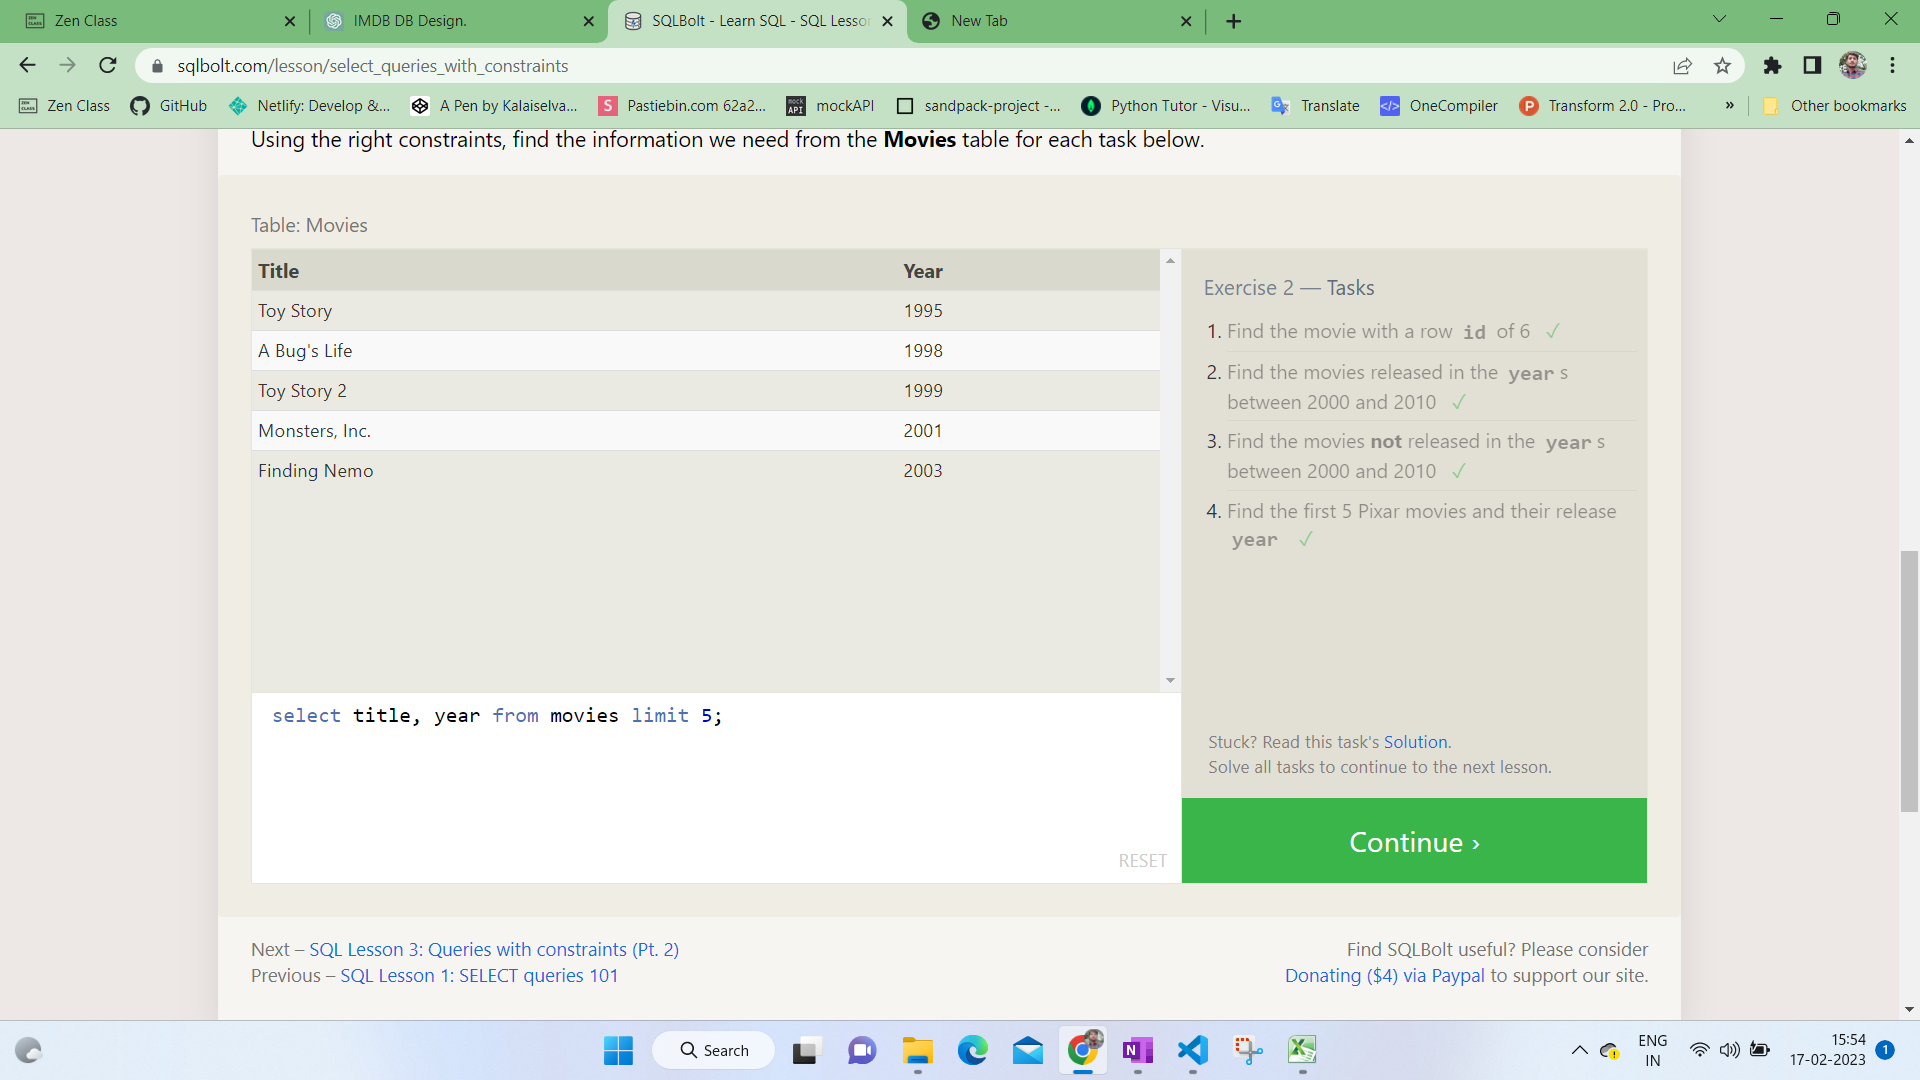 Zen Class
IMDB DB Design.
SQLBolt - Learn SQL - SQL Lesson
New Tab
sqlbolt.com/lesson/select_queries_with_constraints
Zen Class
GitHub
Netlify: Develop &...
A Pen by Kalaiselva...
S
Pastiebin.com 62a2...
mock
API
mockAPI
sandpack-project -...
Python Tutor - Visu...
Translate
</>
OneCompiler
P
Transform 2.0 - Pro...
»
Other bookmarks
Using the right constraints, find the information we need from the Movies table for each task below.
Table: Movies
Title Year
Toy Story 1995
A Bug's Life 1998
Toy Story 2 1999
Monsters, Inc. 2001
Finding Nemo 2003
select title, year from movies limit 5;
RESET
Exercise 2 — Tasks
1. Find the movie with a row id of 6 ✓
2. Find the movies released in the year s
between 2000 and 2010 ✓
3. Find the movies not released in the year s
between 2000 and 2010 ✓
4. Find the first 5 Pixar movies and their release
year ✓
Stuck? Read this task's Solution.
Solve all tasks to continue to the next lesson.
Continue ›
Next – SQL Lesson 3: Queries with constraints (Pt. 2)
Previous – SQL Lesson 1: SELECT queries 101
Find SQLBolt useful? Please consider
Donating ($4) via Paypal to support our site.
Search
N
ENG
IN
15:54
17-02-2023
1